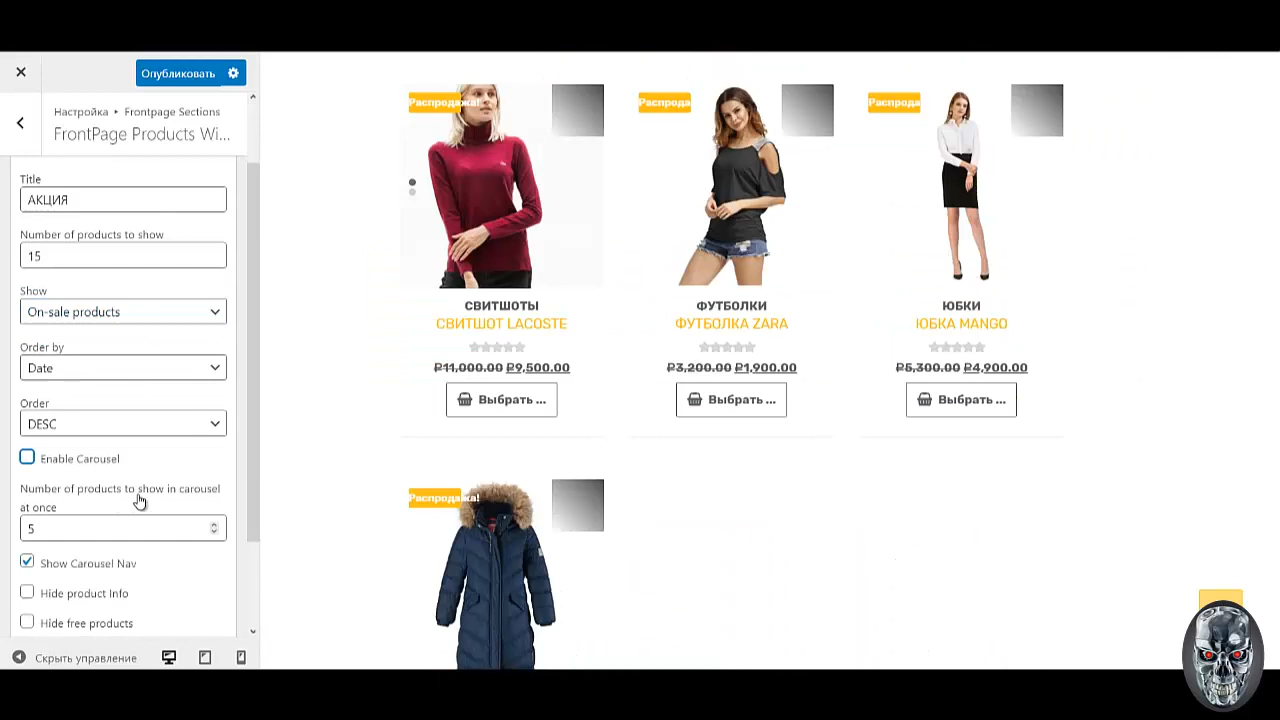 Опубликовать
Настройка ▸ Frontpage Sections
FrontPage Products Wi...
Title
АКЦИЯ
Number of products to show
15
Show
On-sale products
Order by
Date
Order
DESC
Enable Carousel
Number of products to show in carousel
at once
5
Show Carousel Nav
Hide product Info
Hide free products
Скрыть управление
Распродажа!
СВИТШОТЫ
СВИТШОТ LACOSTE
₽11,000.00 ₽9,500.00
Выбрать ...
Распрода
ФУТБОЛКИ
ФУТБОЛКА ZARA
₽3,200.00 ₽1,900.00
Выбрать ...
Распрода
ЮБКИ
ЮБКА MANGO
₽5,300.00 ₽4,900.00
Выбрать ...
Распродажа!